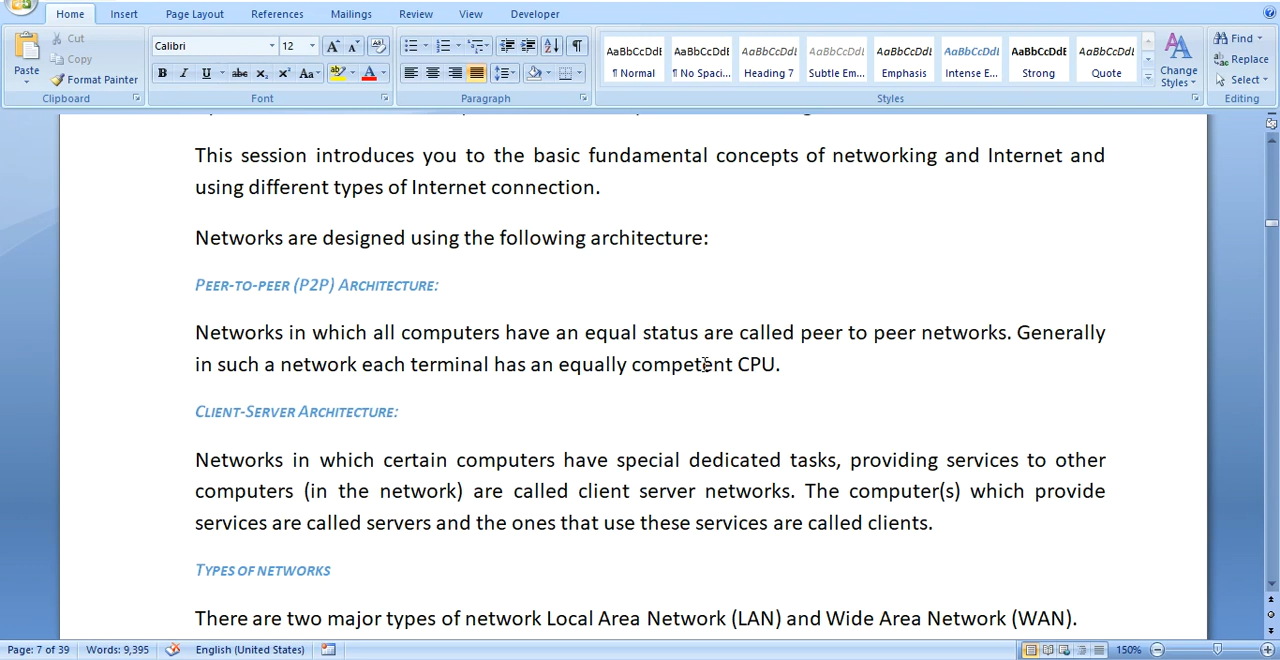 Home Insert Page Layout References Mailings Review View Developer
Cut
Copy
Format Painter
Paste
Clipboard
Calibri 12
Font
Paragraph
AaBbCcDdE AaBbCcDdE AaBbCcDdE AaBbCcDdE AaBbCcDdE AaBbCcDdE AaBbCcDdE AaBbCcDdE
¶ Normal ¶ No Spaci... Heading 7 Subtle Em... Emphasis Intense E... Strong Quote
Change Styles
Styles
Find
Replace
Select
Editing
This session introduces you to the basic fundamental concepts of networking and Internet and
using different types of Internet connection.
Networks are designed using the following architecture:
PEER-TO-PEER (P2P) ARCHITECTURE:
Networks in which all computers have an equal status are called peer to peer networks. Generally
in such a network each terminal has an equally competent CPU.
CLIENT-SERVER ARCHITECTURE:
Networks in which certain computers have special dedicated tasks, providing services to other
computers (in the network) are called client server networks. The computer(s) which provide
services are called servers and the ones that use these services are called clients.
TYPES OF NETWORKS
There are two major types of network Local Area Network (LAN) and Wide Area Network (WAN).
Page: 7 of 39 Words: 9,395 English (United States) 150%